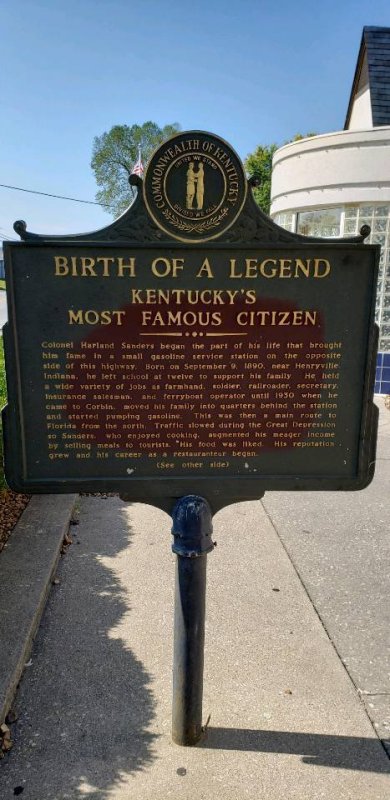 COMMONWEALTH OF KENTUCKY
UNITED WE STAND
DIVIDED WE FALL
BIRTH OF A LEGEND
KENTUCKY'S
MOST FAMOUS CITIZEN
Colonel Harland Sanders began the part of his life that brought
him fame in a small gasoline service station on the opposite
side of this highway. Born on September 9, 1890, near Henryville,
Indiana, he left school at twelve to support his family. He held
a wide variety of jobs as farmhand, soldier, railroader, secretary,
insurance salesman, and ferryboat operator until 1930 when he
came to Corbin, moved his family into quarters behind the station
and started pumping gasoline. This was then a main route to
Florida from the north. Traffic slowed during the Great Depression
so Sanders, who enjoyed cooking, augmented his meager income
by selling meals to tourists. His food was liked. His reputation
grew and his career as a restauranteur began.
(See other side)